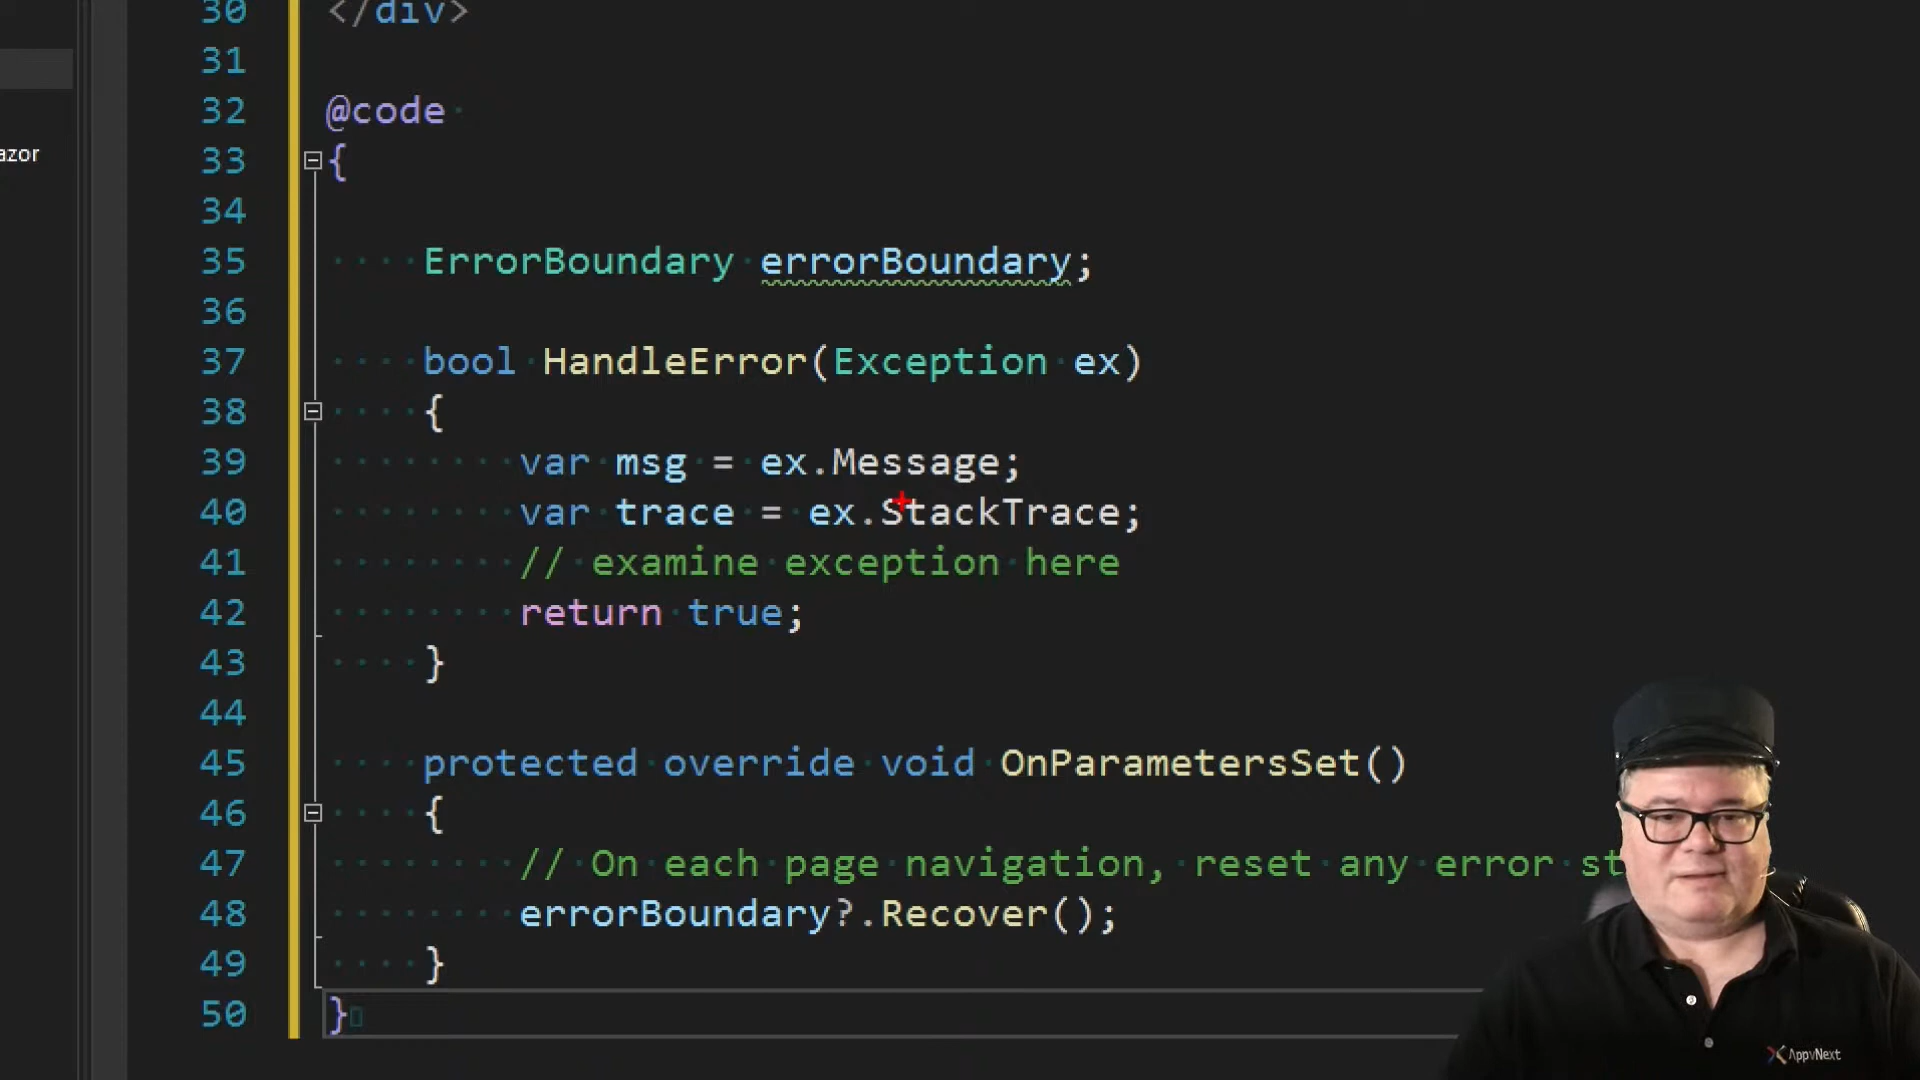 30 </div>
31
32 @code
azor
33 {
34
35 ErrorBoundary errorBoundary;
36
37 bool HandleError(Exception ex)
38 {
39 var msg = ex.Message;
40 var trace = ex.StackTrace;
41 // examine exception here
42 return true;
43 }
44
45 protected override void OnParametersSet()
46 {
47 // On each page navigation, reset any error st
48 errorBoundary?.Recover();
49 }
50 }
AppvNext